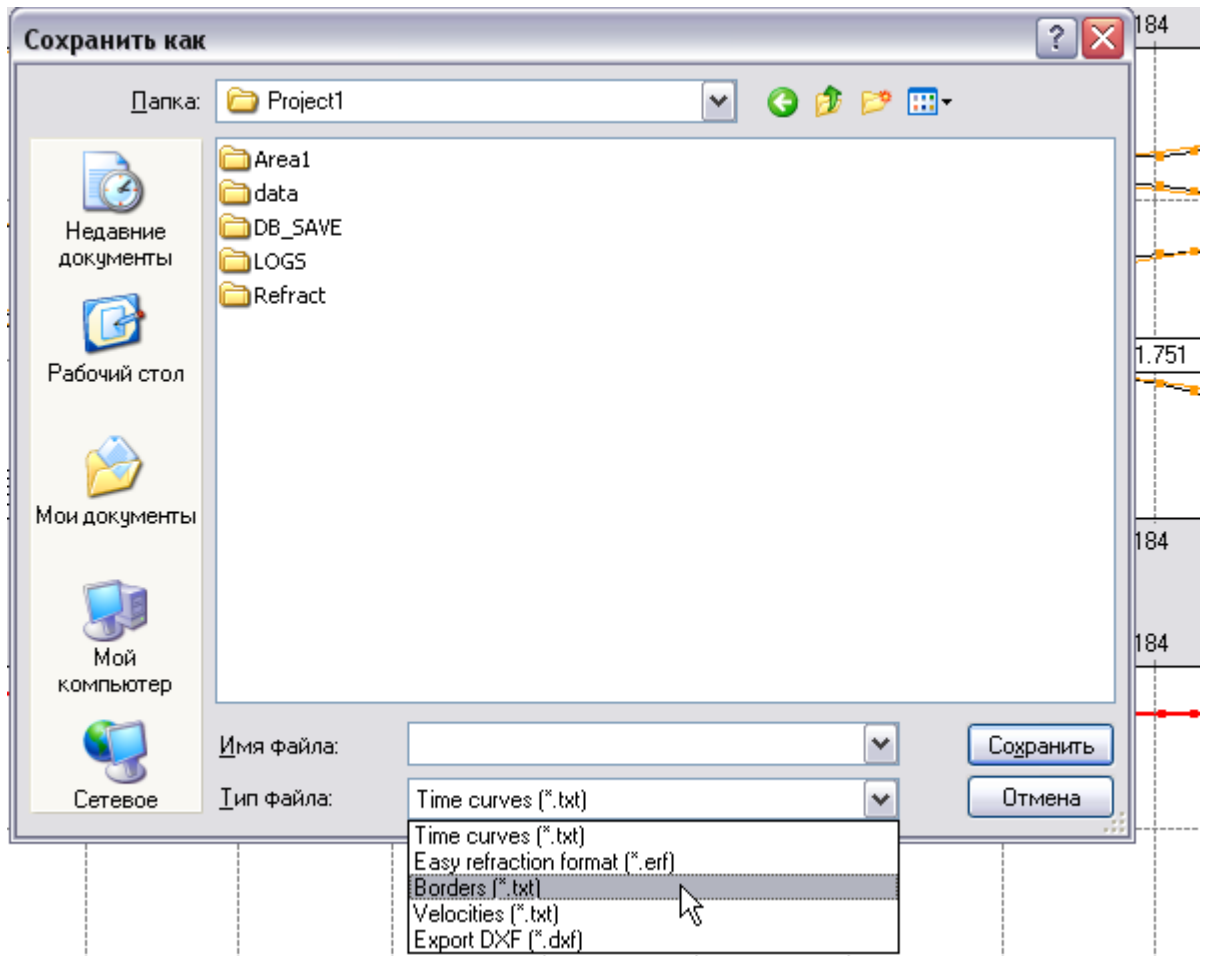 Сохранить как
184
Папка:
Project1
Area1
data
DB_SAVE
LOGS
Refract
Недавние
документы
Рабочий стол
Мои документы
Мой
компьютер
Сетевое
1.751
184
184
Имя файла:
Сохранить
Тип файла:
Time curves (*.txt)
Отмена
Time curves (*.txt)
Easy refraction format (*.erf)
Borders (*.txt)
Velocities (*.txt)
Export DXF (*.dxf)